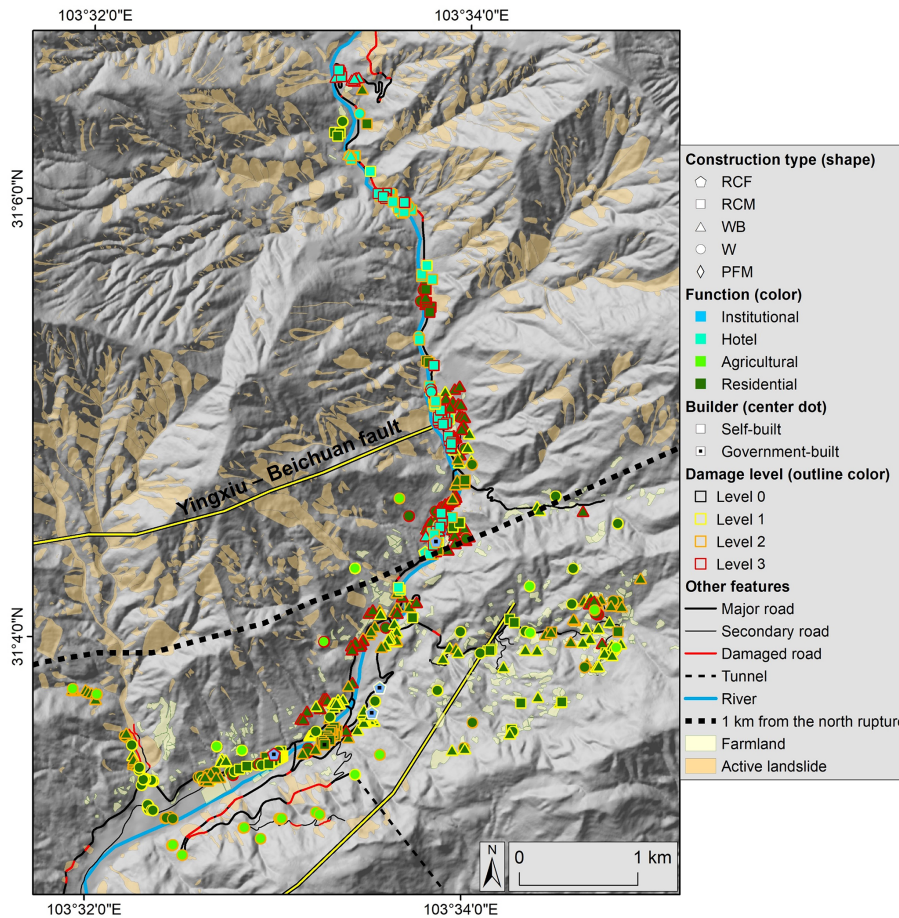 103°32'0"E
103°34'0"E
31°6'0"N
31°4'0"N
Yingxiu – Beichuan fault
N
0
1 km
103°32'0"E
103°34'0"E
Construction type (shape)
RCF
RCM
WB
W
PFM
Function (color)
Institutional
Hotel
Agricultural
Residential
Builder (center dot)
Self-built
Government-built
Damage level (outline color)
Level 0
Level 1
Level 2
Level 3
Other features
Major road
Secondary road
Damaged road
Tunnel
River
1 km from the north rupture
Farmland
Active landslide